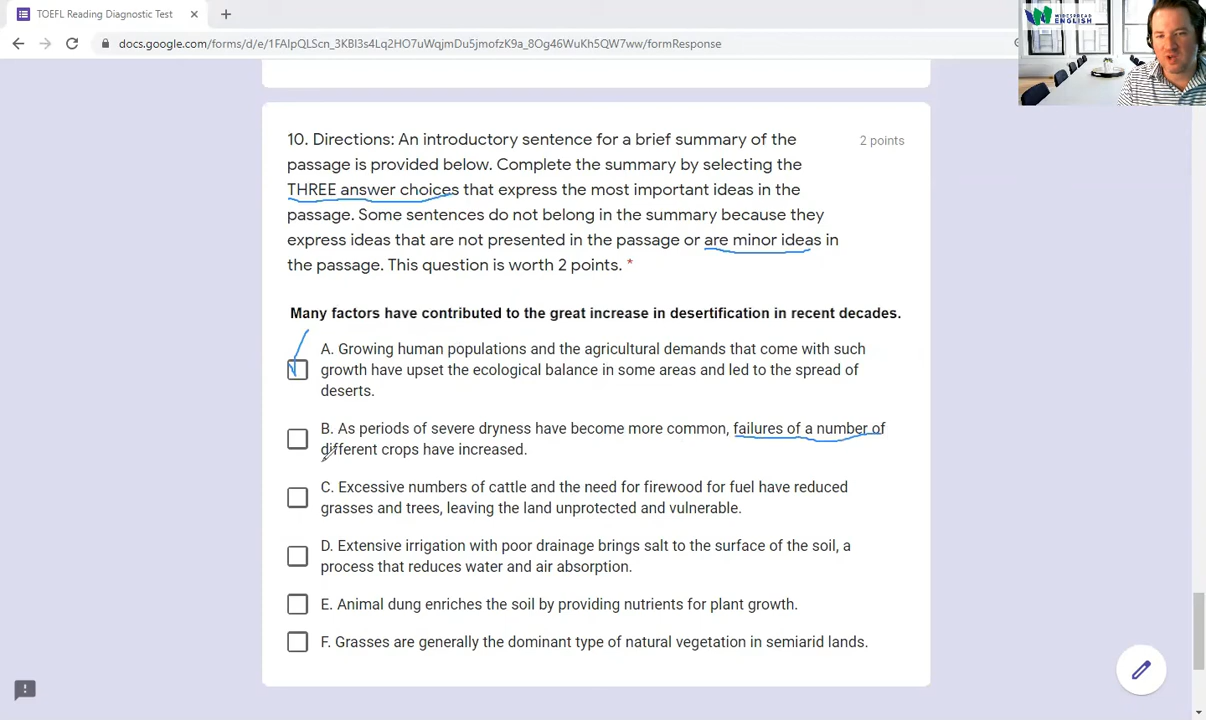 TOEFL Reading Diagnostic Test
docs.google.com/forms/d/e/1FAIpQLScn_3KBI3s4Lq2HO7uWqjmDu5jmofzK9a_8Og46WuKh5QW7ww/formResponse
WIDESPREAD
ENGLISH
10. Directions: An introductory sentence for a brief summary of the
2 points
passage is provided below. Complete the summary by selecting the
THREE answer choices that express the most important ideas in the
passage. Some sentences do not belong in the summary because they
express ideas that are not presented in the passage or are minor ideas in
the passage. This question is worth 2 points. *
Many factors have contributed to the great increase in desertification in recent decades.
A. Growing human populations and the agricultural demands that come with such
growth have upset the ecological balance in some areas and led to the spread of
deserts.
B. As periods of severe dryness have become more common, failures of a number of
different crops have increased.
C. Excessive numbers of cattle and the need for firewood for fuel have reduced
grasses and trees, leaving the land unprotected and vulnerable.
D. Extensive irrigation with poor drainage brings salt to the surface of the soil, a
process that reduces water and air absorption.
E. Animal dung enriches the soil by providing nutrients for plant growth.
F. Grasses are generally the dominant type of natural vegetation in semiarid lands.